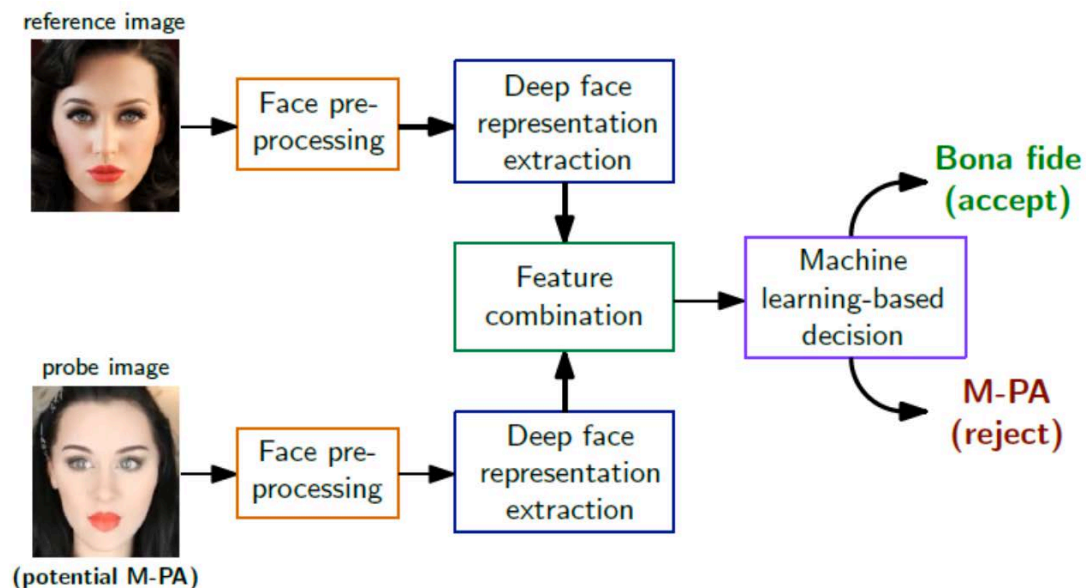 reference image
Face pre-
processing
Deep face
representation
extraction
Feature
combination
Machine
learning-based
decision
Bona fide
(accept)
M-PA
(reject)
probe image
(potential M-PA)
Face pre-
processing
Deep face
representation
extraction